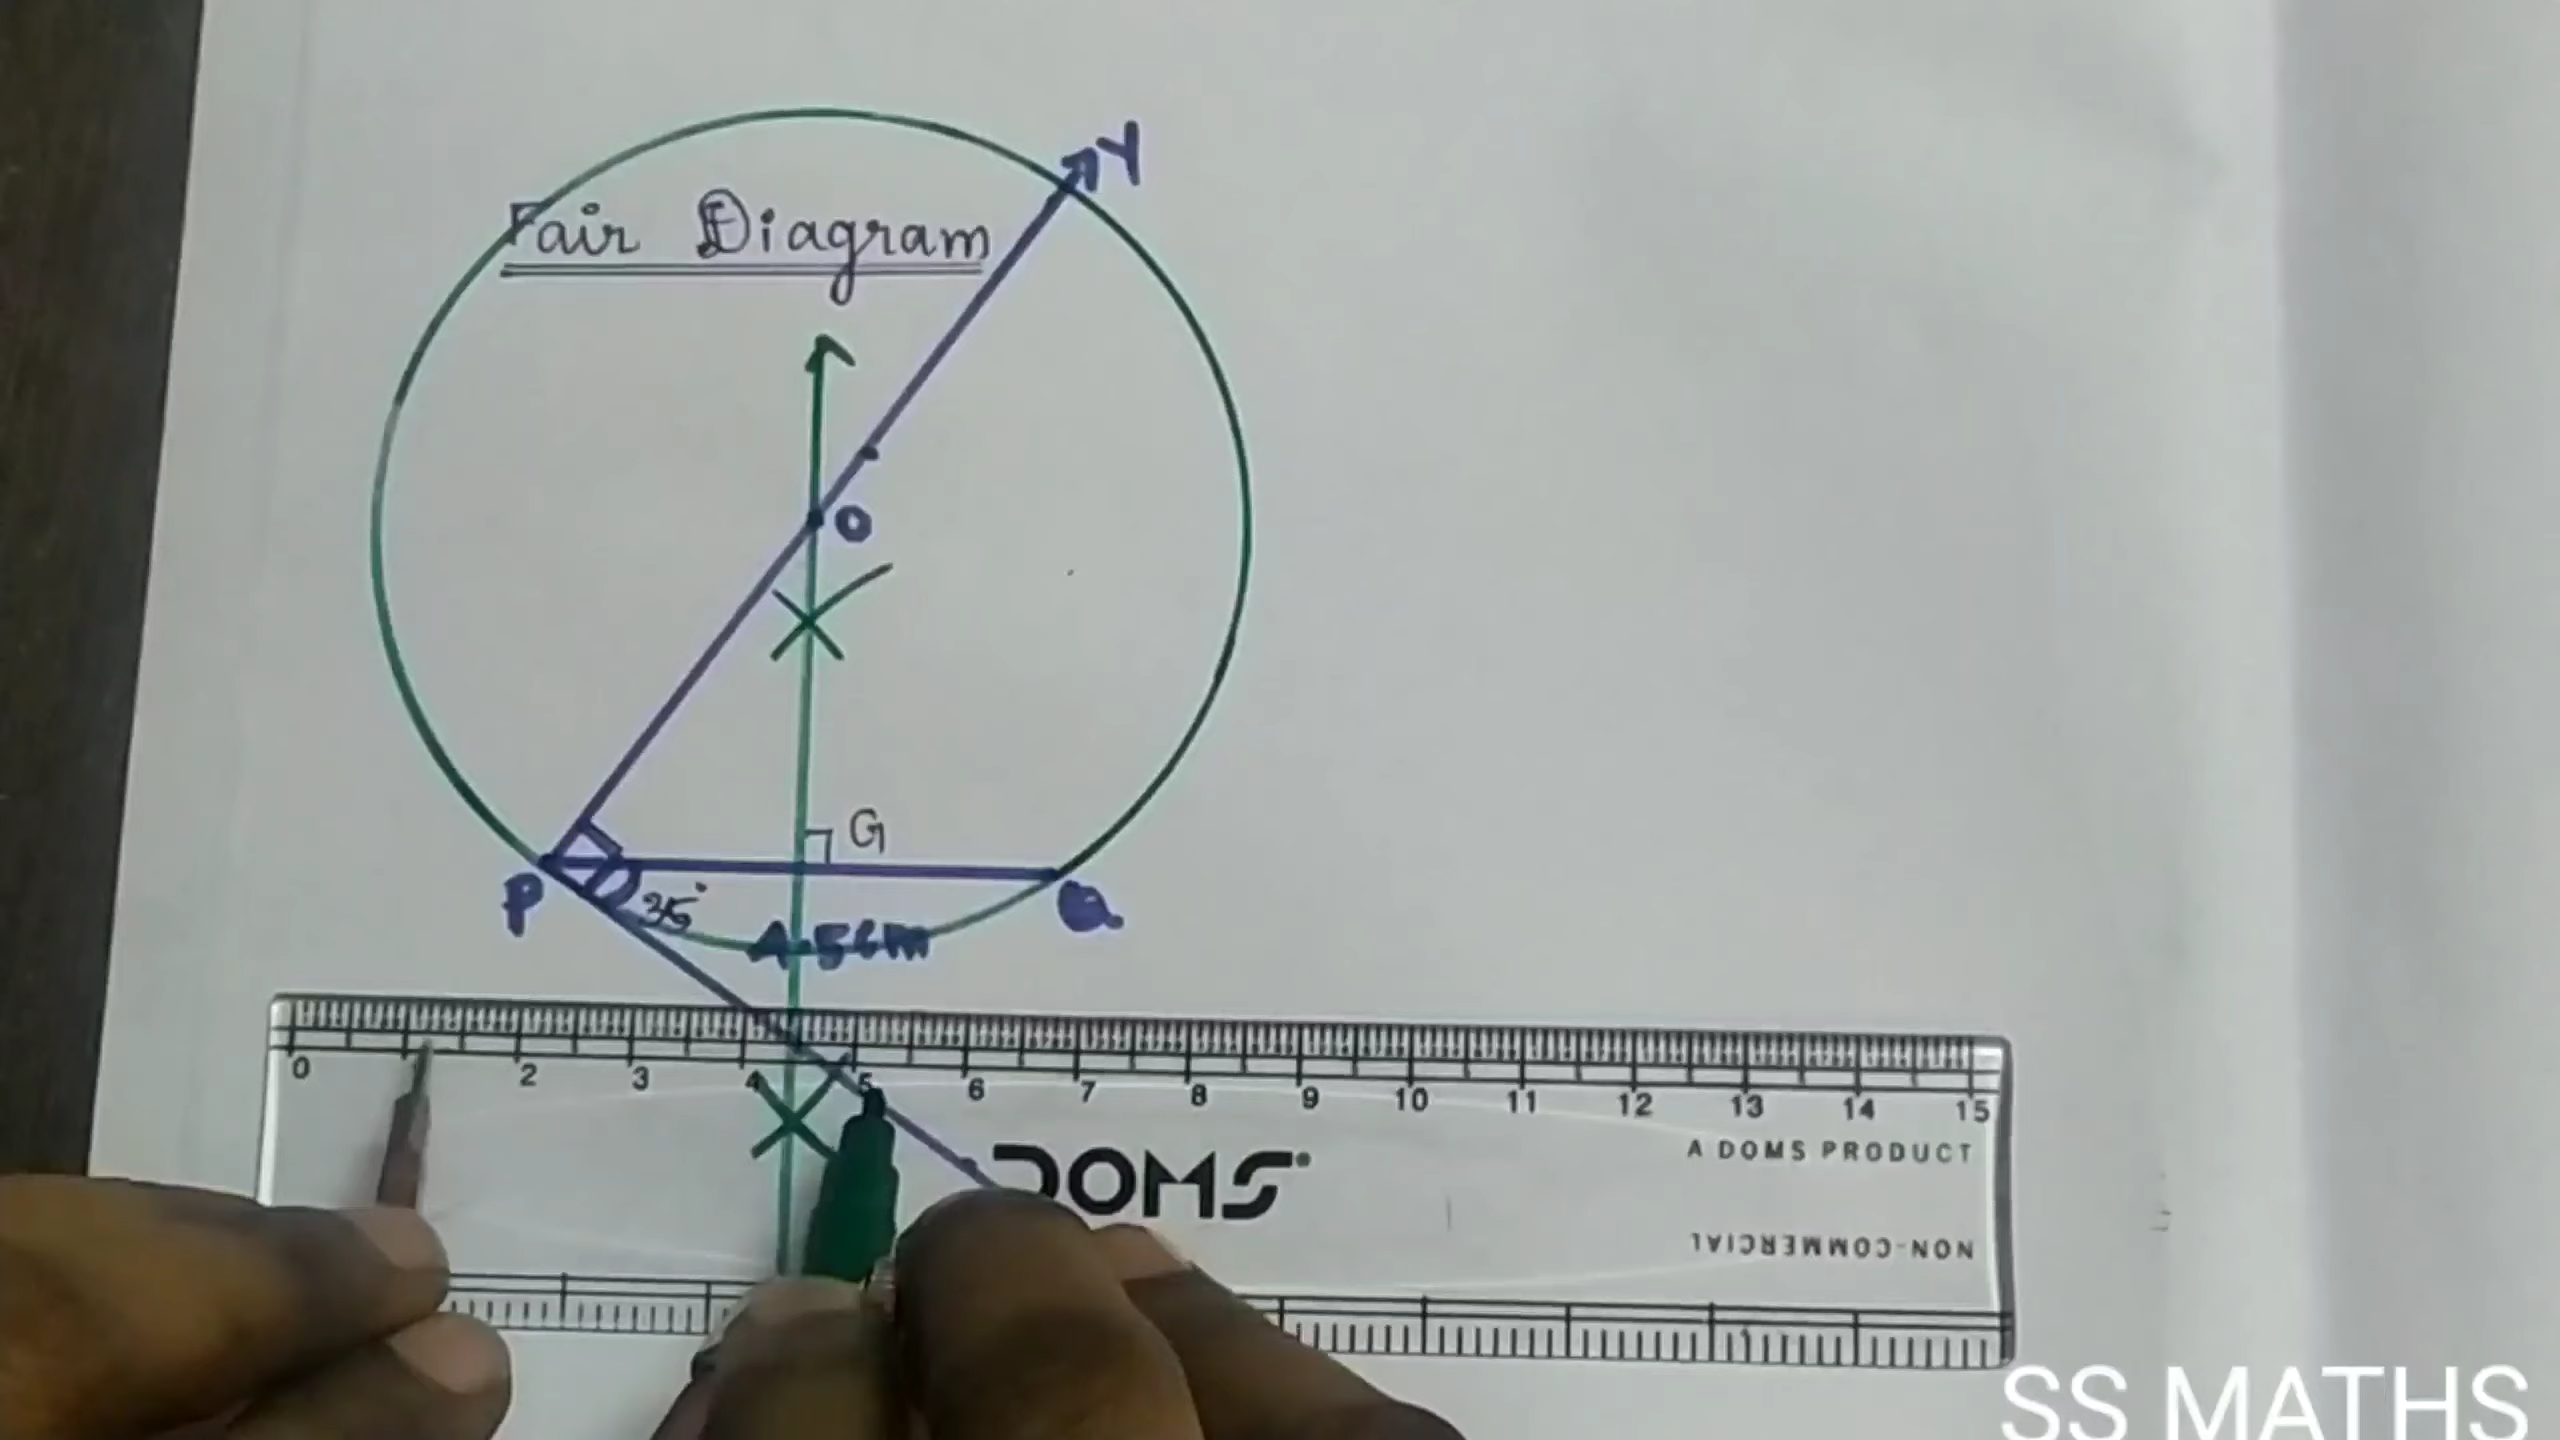 Y
Fair Diagram
O
G
P
Q
35°
4.5cm
0 2 3 4 5 6 7 8 9 10 11 12 13 14 15
A DOMS PRODUCT
DOMS
NON-COMMERCIAL
SS MATHS